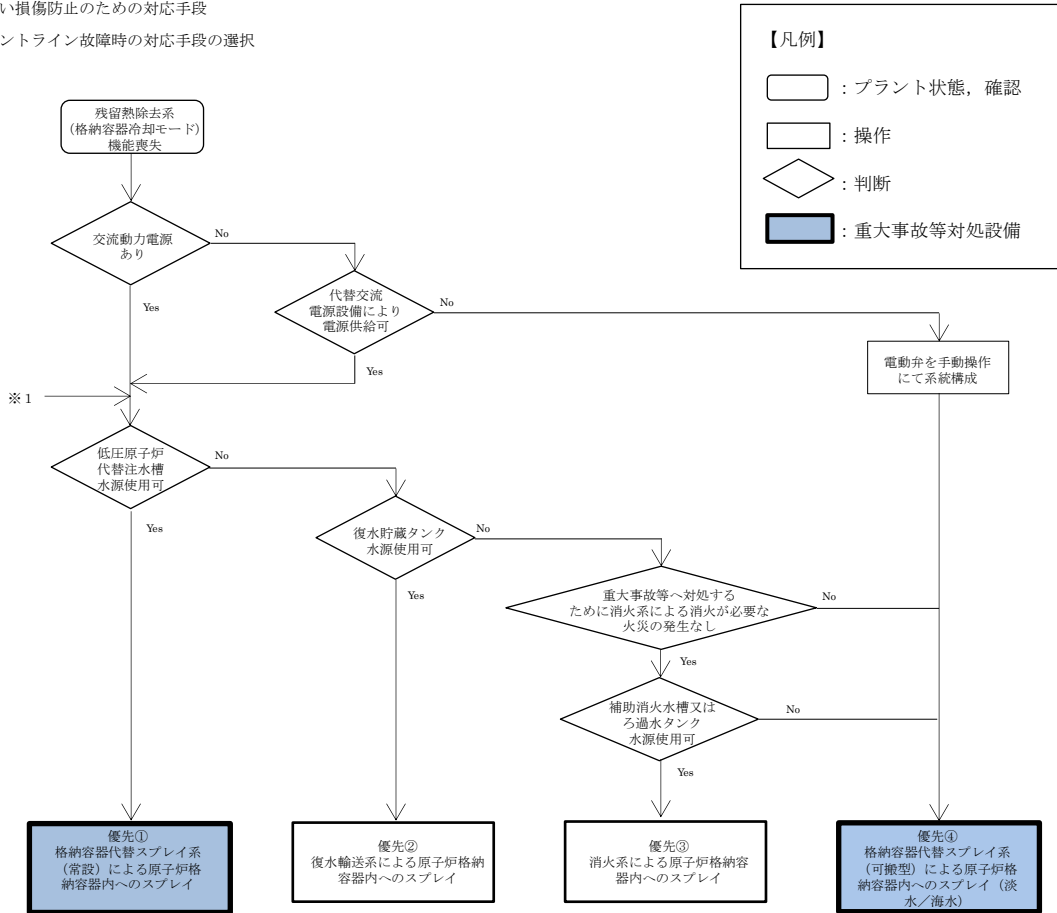 い損傷防止のための対応手段
ントライン故障時の対応手段の選択
【凡例】
：プラント状態，確認
：操作
：判断
：重大事故等対処設備
残留熱除去系
(格納容器冷却モード)
機能喪失
交流動力電源
あり
No
Yes
代替交流
電源設備により
電源供給可
No
Yes
電動弁を手動操作
にて系統構成
※1
低圧原子炉
代替注水槽
水源使用可
No
Yes
復水貯蔵タンク
水源使用可
No
Yes
重大事故等へ対処する
ために消火系による消火が必要な
火災の発生なし
No
Yes
補助消火水槽又は
ろ過水タンク
水源使用可
No
Yes
優先①
格納容器代替スプレイ系
（常設）による原子炉格
納容器内へのスプレイ
優先②
復水輸送系による原子炉格納
容器内へのスプレイ
優先③
消火系による原子炉格納容
器内へのスプレイ
優先④
格納容器代替スプレイ系
（可搬型）による原子炉格
納容器内へのスプレイ（淡
水／海水）